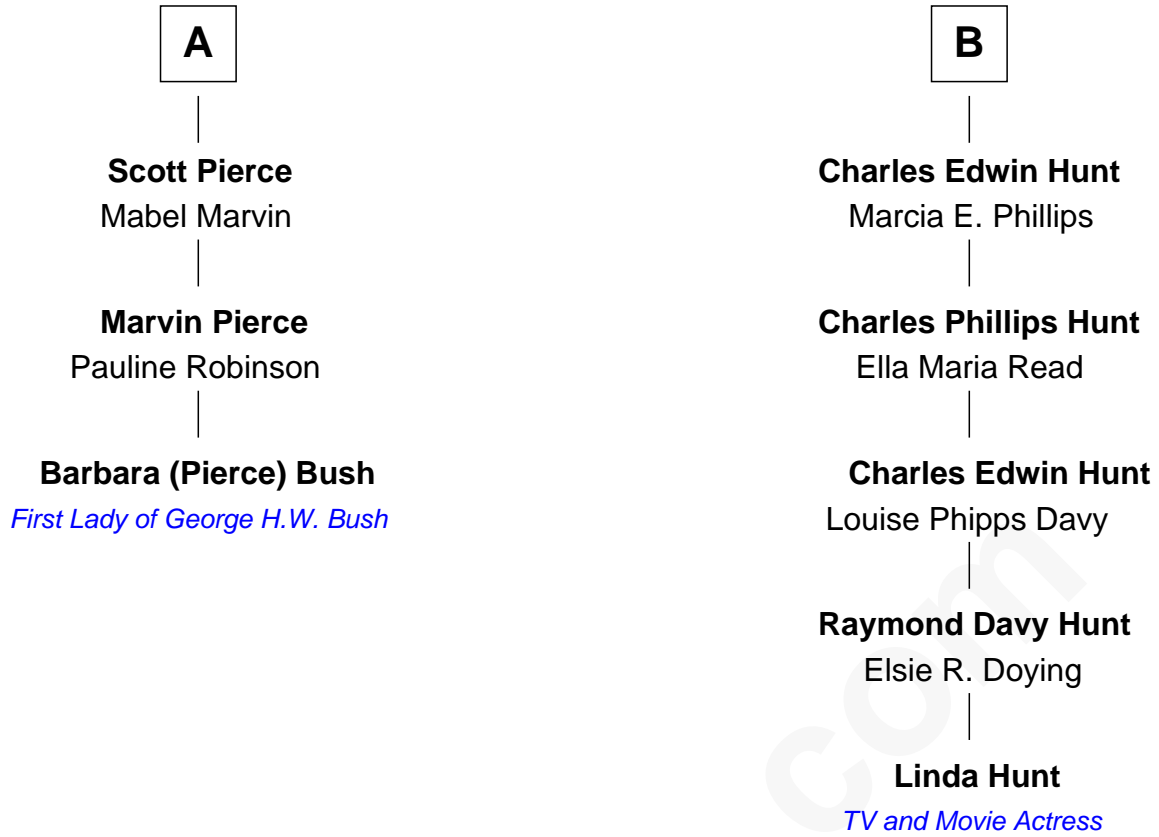 A
Scott Pierce
Mabel Marvin
Marvin Pierce
Pauline Robinson
Barbara (Pierce) Bush
First Lady of George H.W. Bush
B
Charles Edwin Hunt
Marcia E. Phillips
Charles Phillips Hunt
Ella Maria Read
Charles Edwin Hunt
Louise Phipps Davy
Raymond Davy Hunt
Elsie R. Doying
Linda Hunt
TV and Movie Actress
com